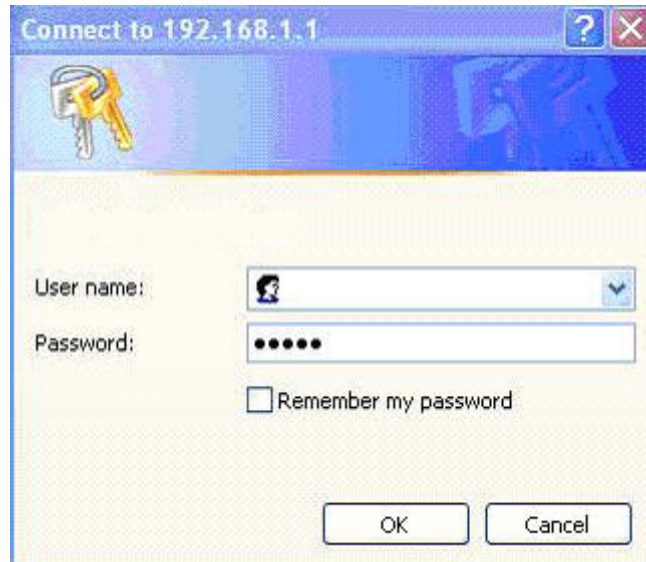 Connect to 192.168.1.1
User name:
Password:
•••••
Remember my password
OK
Cancel